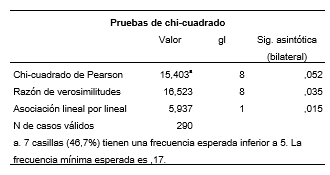 Pruebas de chi-cuadrado
Valor gl Sig. asintótica
(bilateral)
Chi-cuadrado de Pearson 15,403a 8 ,052
Razón de verosimilitudes 16,523 8 ,035
Asociación lineal por lineal 5,937 1 ,015
N de casos válidos 290
a. 7 casillas (46,7%) tienen una frecuencia esperada inferior a 5. La
frecuencia mínima esperada es ,17.